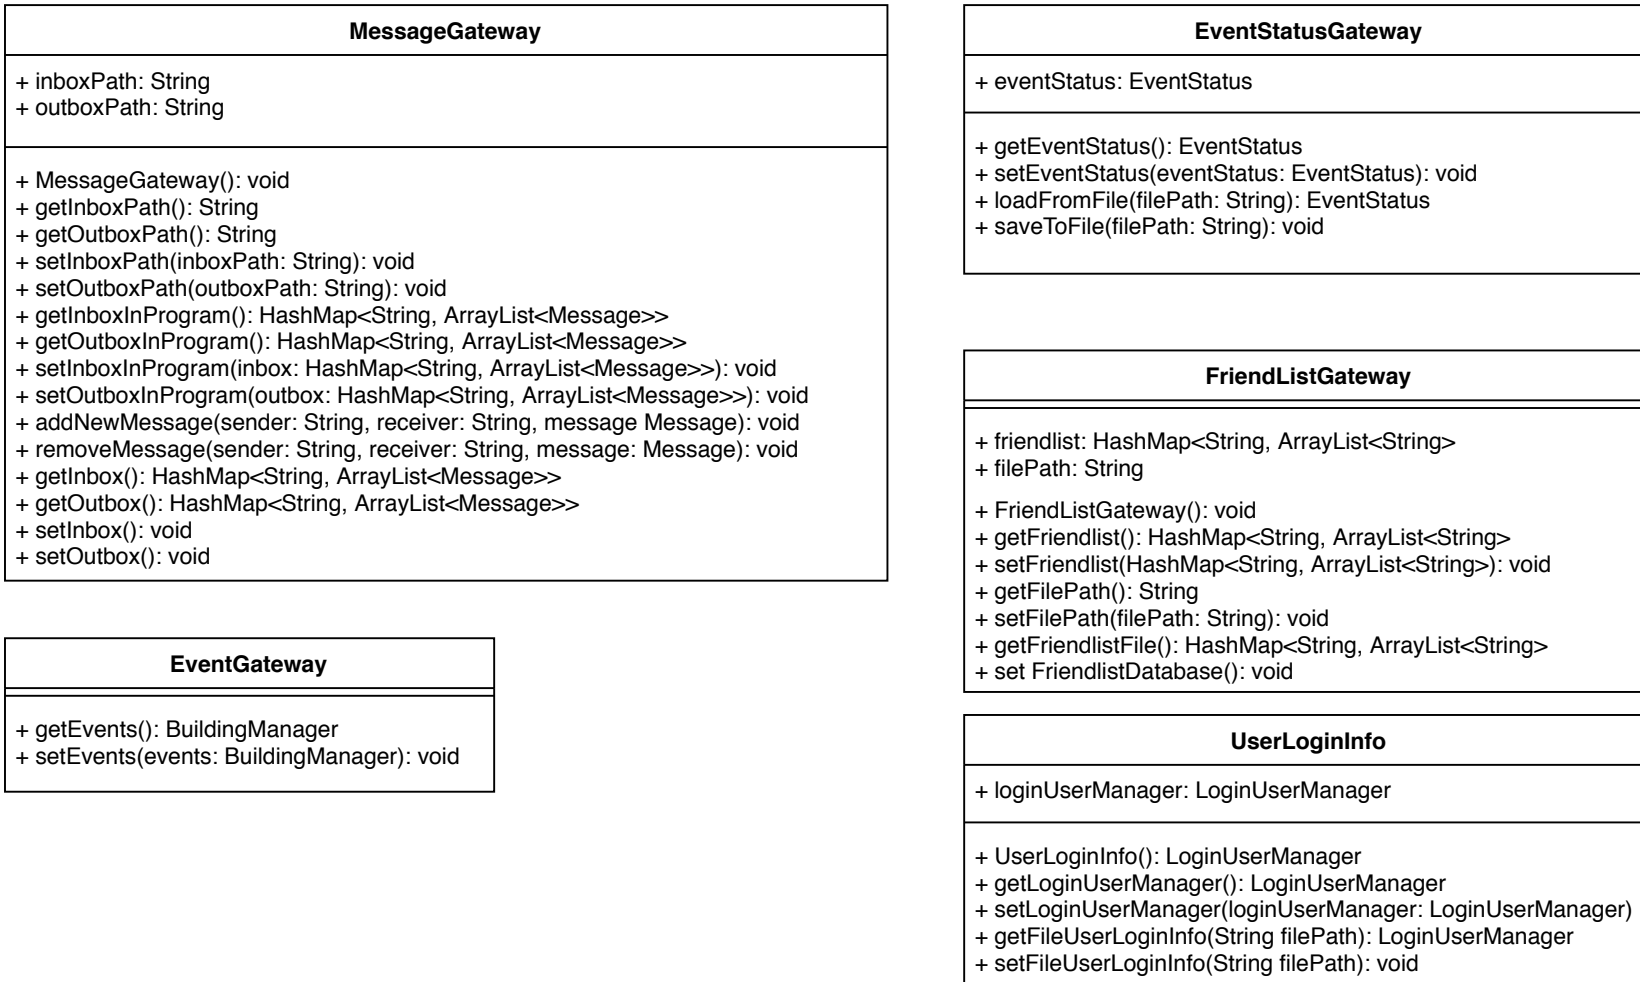 MessageGateway
+ inboxPath: String
+ outboxPath: String
+ MessageGateway(): void
+ getInboxPath(): String
+ getOutboxPath(): String
+ setInboxPath(inboxPath: String): void
+ setOutboxPath(outboxPath: String): void
+ getInboxInProgram(): HashMap<String, ArrayList<Message>>
+ getOutboxInProgram(): HashMap<String, ArrayList<Message>>
+ setInboxInProgram(inbox: HashMap<String, ArrayList<Message>>): void
+ setOutboxInProgram(outbox: HashMap<String, ArrayList<Message>>): void
+ addNewMessage(sender: String, receiver: String, message Message): void
+ removeMessage(sender: String, receiver: String, message: Message): void
+ getInbox(): HashMap<String, ArrayList<Message>>
+ getOutbox(): HashMap<String, ArrayList<Message>>
+ setInbox(): void
+ setOutbox(): void
EventGateway
+ getEvents(): BuildingManager
+ setEvents(events: BuildingManager): void
EventStatusGateway
+ eventStatus: EventStatus
+ getEventStatus(): EventStatus
+ setEventStatus(eventStatus: EventStatus): void
+ loadFromFile(filePath: String): EventStatus
+ saveToFile(filePath: String): void
FriendListGateway
+ friendlist: HashMap<String, ArrayList<String>
+ filePath: String
+ FriendListGateway(): void
+ getFriendlist(): HashMap<String, ArrayList<String>
+ setFriendlist(HashMap<String, ArrayList<String>): void
+ getFilePath(): String
+ setFilePath(filePath: String): void
+ getFriendlistFile(): HashMap<String, ArrayList<String>
+ set FriendlistDatabase(): void
UserLoginInfo
+ loginUserManager: LoginUserManager
+ UserLoginInfo(): LoginUserManager
+ getLoginUserManager(): LoginUserManager
+ setLoginUserManager(loginUserManager: LoginUserManager)
+ getFileUserLoginInfo(String filePath): LoginUserManager
+ setFileUserLoginInfo(String filePath): void